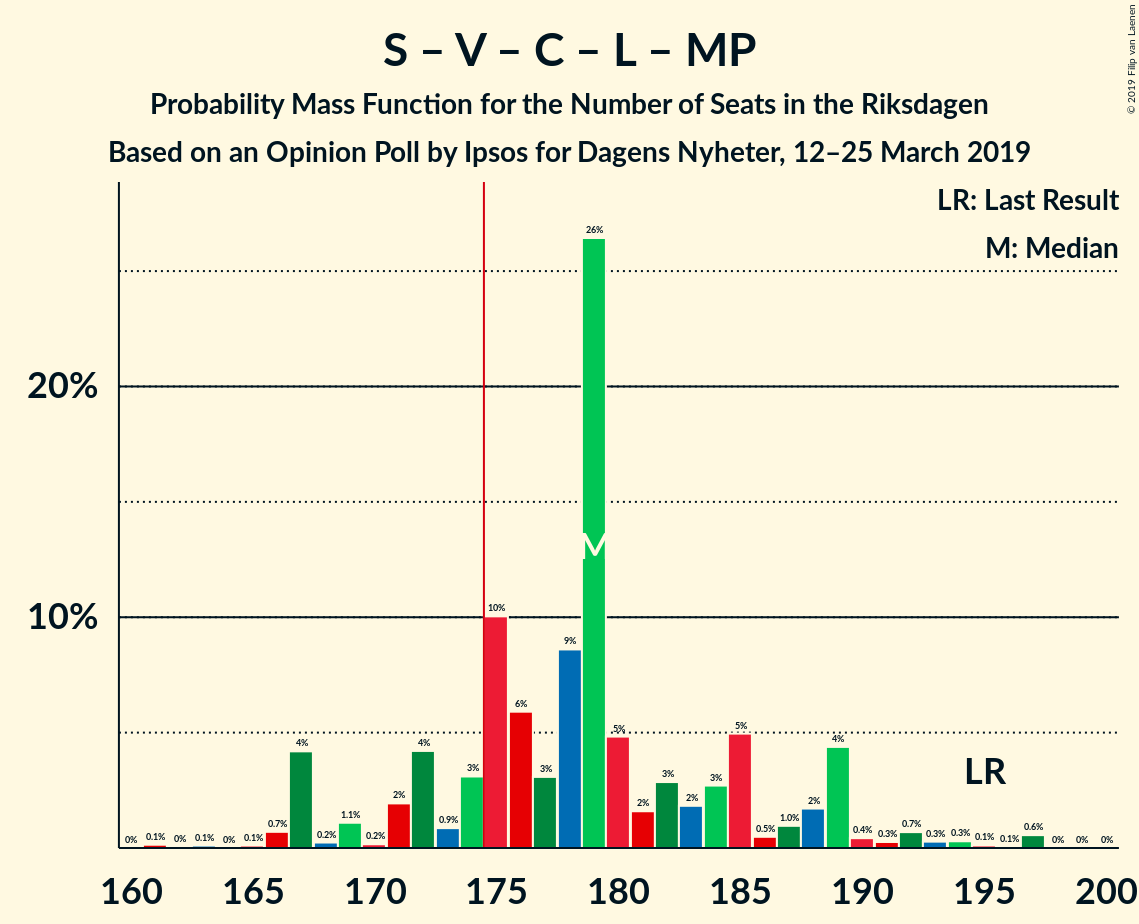 S – V – C – L – MP
Probability Mass Function for the Number of Seats in the Riksdagen
Based on an Opinion Poll by Ipsos for Dagens Nyheter, 12–25 March 2019
© 2019 Filip van Laenen
LR: Last Result
M: Median
20%
10%
0% 0.1% 0% 0.1% 0% 0.1% 0.7% 4% 0.2% 1.1% 0.2% 2% 4% 0.9% 3% 10% 6% 3% 9% 26% 5% 2% 3% 2% 3% 5% 0.5% 1.0% 2% 4% 0.4% 0.3% 0.7% 0.3% 0.3% 0.1% 0.1% 0.6% 0% 0% 0%
M
LR
160 165 170 175 180 185 190 195 200